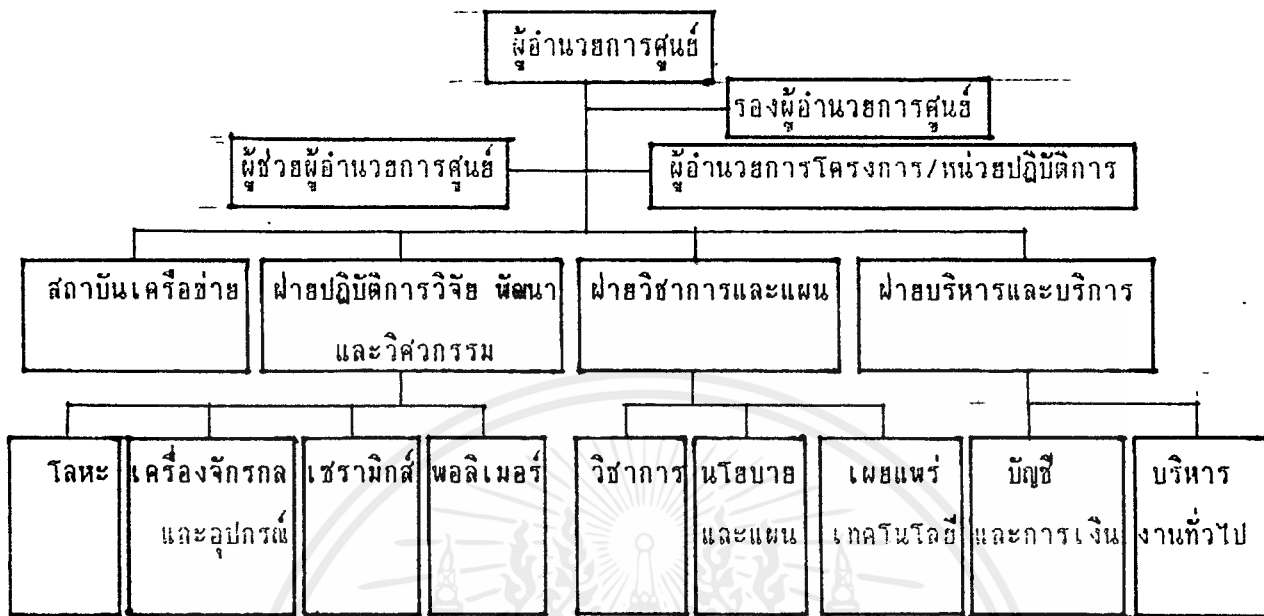 ผู้อำนวยการศูนย์
รองผู้อำนวยการศูนย์
ผู้ช่วยผู้อำนวยการศูนย์
ผู้อำนวยการโครงการ/หน่วยปฏิบัติการ
สถาบันเครือข่าย
ฝ่ายปฏิบัติการวิจัย พัฒนา
และวิศวกรรม
ฝ่ายวิชาการและแผน
ฝ่ายบริหารและบริการ
โลหะ
เครื่องจักรกล
และอุปกรณ์
เซรามิกส์
พอลิเมอร์
วิชาการ
นโยบาย
และแผน
เผยแพร่
เทคโนโลยี
บัญชี
และการเงิน
บริหาร
งานทั่วไป